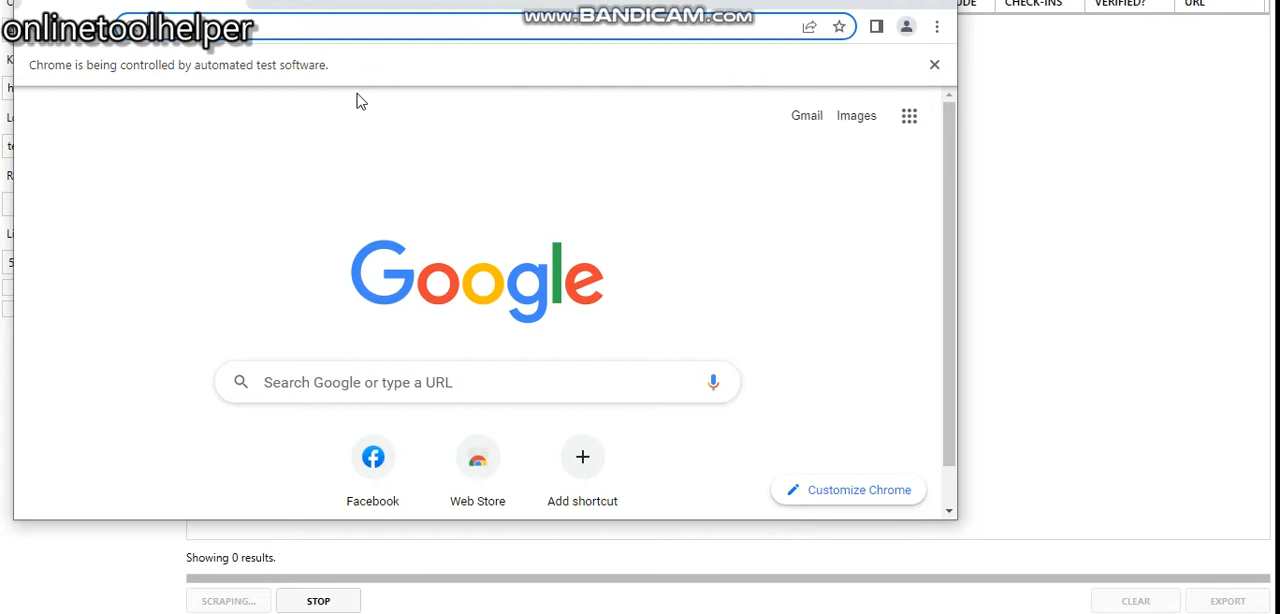 www.BANDICAM.com
onlinetoolhelper
CHECK-INS
VERIFIED?
URL
Chrome is being controlled by automated test software.
Gmail
Images
Google
Search Google or type a URL
Facebook
Web Store
Add shortcut
Customize Chrome
Showing 0 results.
SCRAPING...
STOP
CLEAR
EXPORT